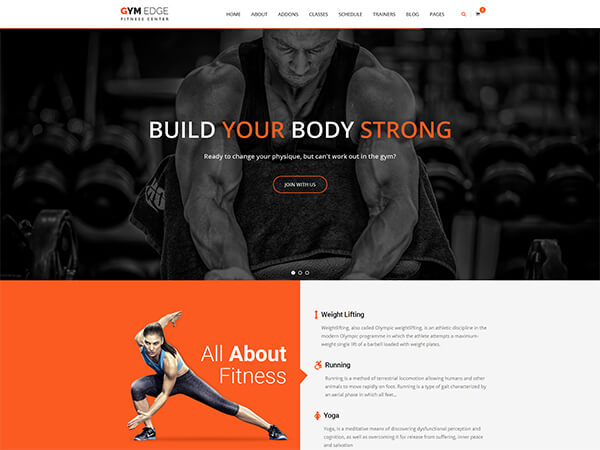 GYM EDGE
FITNESS CENTER
HOME ABOUT ADDONS CLASSES SCHEDULE TRAINERS BLOG PAGES
BUILD YOUR BODY STRONG
Ready to change your physique, but can't work out in the gym?
JOIN WITH US
All About
Fitness
Weight Lifting
Weightlifting, also called Olympic weightlifting, is an athletic discipline in the
modern Olympic programme in which the athlete attempts a maximum-
weight single lift of a barbell loaded with weight plates.
Running
Running is a method of terrestrial locomotion allowing humans and other
animals to move rapidly on foot. Running is a type of gait characterized by
an aerial phase in which all feet...
Yoga
Yoga, is a meditative means of discovering dysfunctional perception and
cognition, as well as overcoming it for release from suffering, inner peace
and salvation